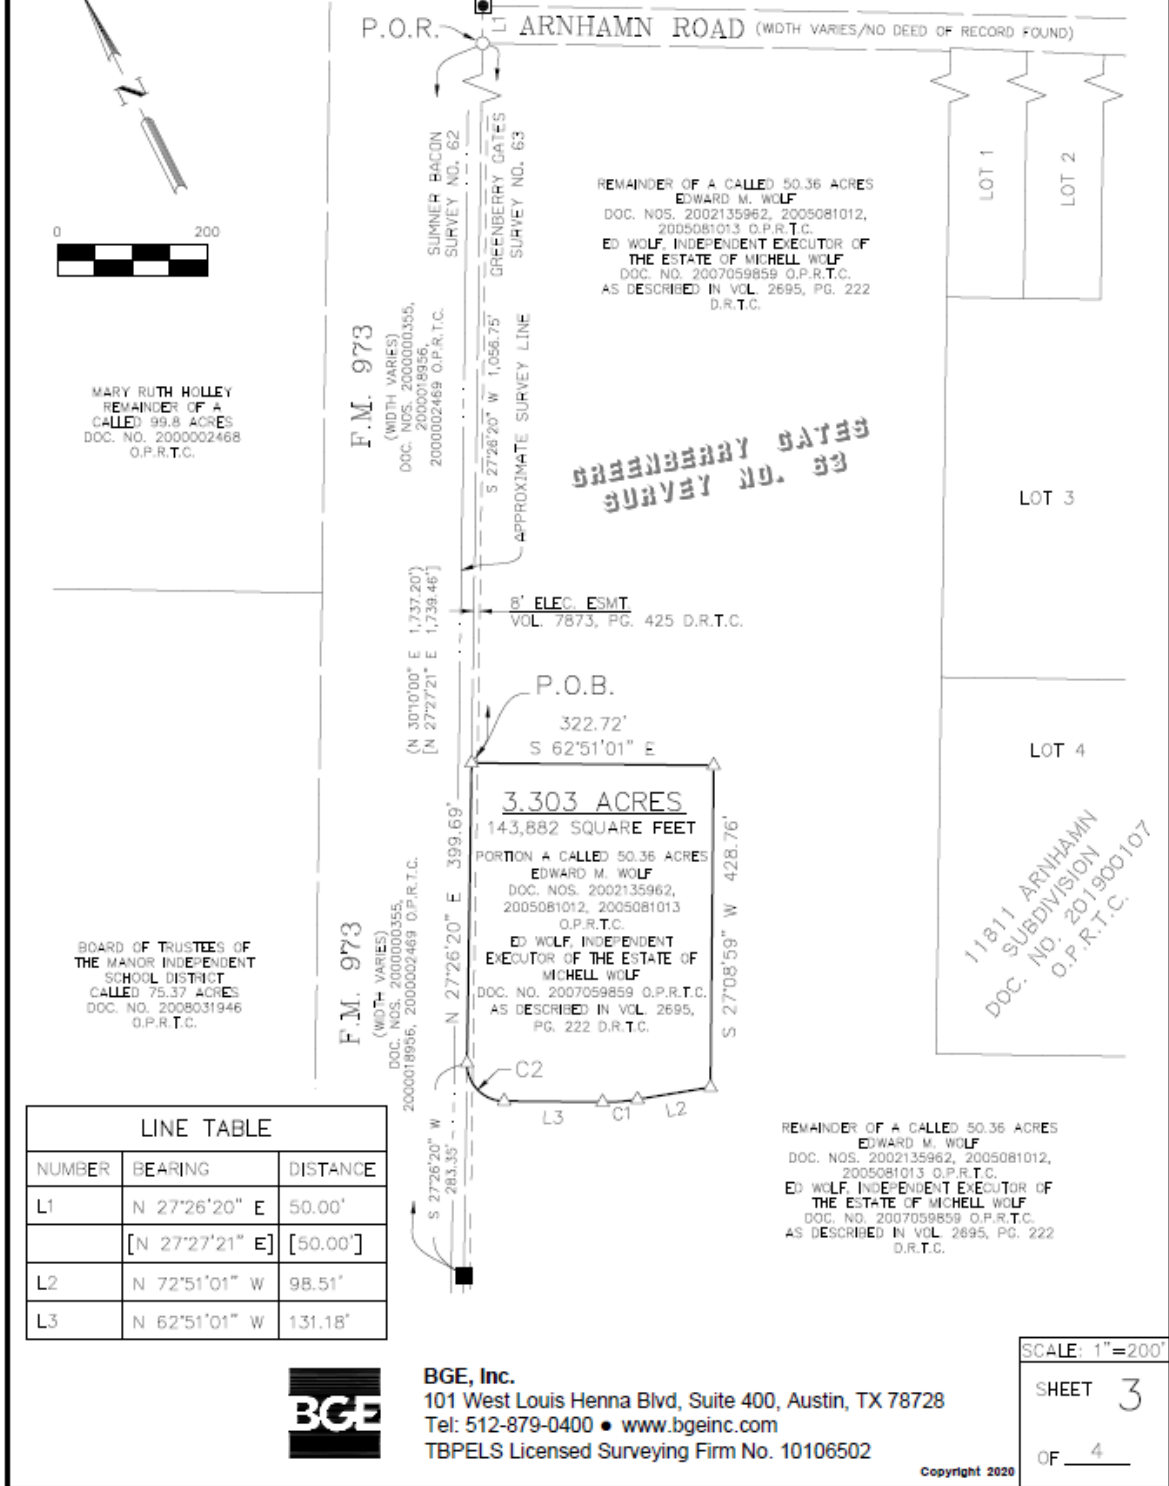 P.O.R.
L1
ARNHAMN ROAD (WIDTH VARIES/NO DEED OF RECORD FOUND)
N
0 200
SUMNER BACON
SURVEY NO. 62
GREENBERRY GATES
SURVEY NO. 63
REMAINDER OF A CALLED 50.36 ACRES
EDWARD M. WOLF
DOC. NOS. 2002135962, 2005081012,
2005081013 O.P.R.T.C.
ED WOLF, INDEPENDENT EXECUTOR OF
THE ESTATE OF MICHELL WOLF
DOC. NO. 2007059859 O.P.R.T.C.
AS DESCRIBED IN VOL. 2695, PG. 222
D.R.T.C.
LOT 1
LOT 2
F.M. 973
(WIDTH VARIES)
DOC. NOS. 2000000355,
2000018956,
2000002469 O.P.R.T.C.
S 27°26'20" W 1,056.75'
APPROXIMATE SURVEY LINE
MARY RUTH HOLLEY
REMAINDER OF A
CALLED 99.8 ACRES
DOC. NO. 2000002468
O.P.R.T.C.
GREENBERRY GATES
SURVEY NO. 63
LOT 3
(N 30°10'00" E 1,737.20')
[N 27°27'21" E 1,739.46']
8' ELEC. ESMT.
VOL. 7873, PG. 425 D.R.T.C.
P.O.B.
322.72'
S 62°51'01" E
LOT 4
3.303 ACRES
143,882 SQUARE FEET
PORTION A CALLED 50.36 ACRES
EDWARD M. WOLF
DOC. NOS. 2002135962,
2005081012, 2005081013
O.P.R.T.C.
ED WOLF, INDEPENDENT
EXECUTOR OF THE ESTATE OF
MICHELL WOLF
DOC. NO. 2007059859 O.P.R.T.C.
AS DESCRIBED IN VOL. 2695,
PG. 222 D.R.T.C.
N 27°26'20" E 399.69'
S 27°08'59" W 428.76'
11811 ARNHAMN
SUBDIVISION
DOC. NO. 201900107
O.P.R.T.C.
BOARD OF TRUSTEES OF
THE MANOR INDEPENDENT
SCHOOL DISTRICT
CALLED 75.37 ACRES
DOC. NO. 2008031946
O.P.R.T.C.
F.M. 973
(WIDTH VARIES)
DOC. NOS. 2000000355,
2000018956, 2000002469 O.P.R.T.C.
C2
L3
C1
L2
S 27°26'20" W
283.35'
REMAINDER OF A CALLED 50.36 ACRES
EDWARD M. WOLF
DOC. NOS. 2002135962, 2005081012,
2005081013 O.P.R.T.C.
ED WOLF, INDEPENDENT EXECUTOR OF
THE ESTATE OF MICHELL WOLF
DOC. NO. 2007059859 O.P.R.T.C.
AS DESCRIBED IN VOL. 2695, PG. 222
D.R.T.C.
LINE TABLE
NUMBER BEARING DISTANCE
L1 N 27°26'20" E 50.00'
[N 27°27'21" E] [50.00']
L2 N 72°51'01" W 98.51'
L3 N 62°51'01" W 131.18'
BGE
BGE, Inc.
101 West Louis Henna Blvd, Suite 400, Austin, TX 78728
Tel: 512-879-0400 ● www.bgeinc.com
TBPELS Licensed Surveying Firm No. 10106502
Copyright 2020
SCALE: 1"=200'
SHEET 3
OF 4